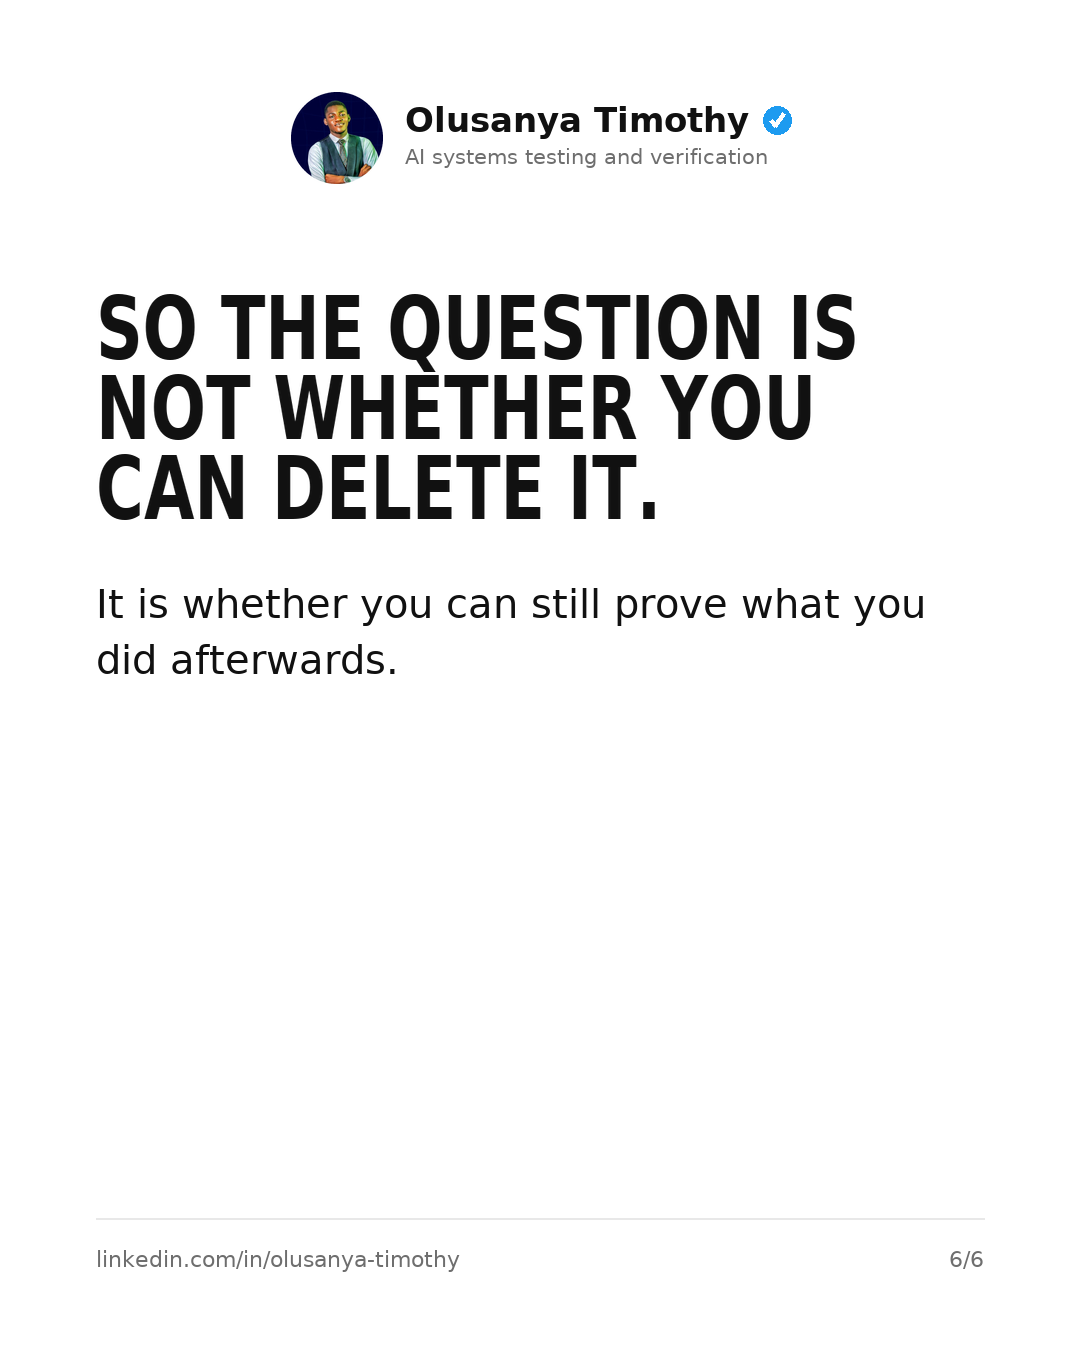 Olusanya Timothy
AI systems testing and verification
SO THE QUESTION IS
NOT WHETHER YOU
CAN DELETE IT.
It is whether you can still prove what you
did afterwards.
linkedin.com/in/olusanya-timothy
6/6